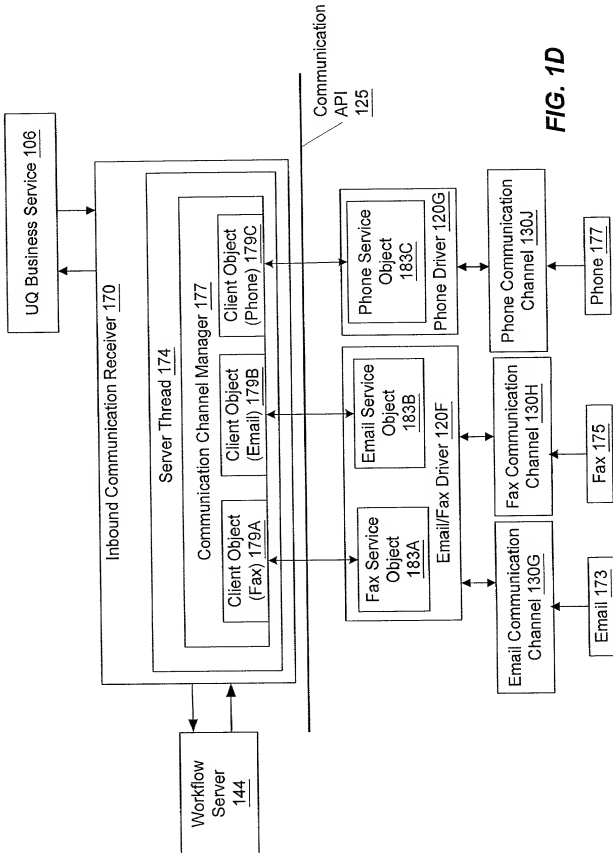 UQ Business Service 106
Inbound Communication Receiver 170
Server Thread 174
Communication Channel Manager 177
Client Object
(Fax) 179A
Client Object
(Email) 179B
Client Object
(Phone) 179C
Workflow
Server
144
Communication
API
125
Fax Service
Object
183A
Email Service
Object
183B
Email/Fax Driver 120F
Phone Service
Object
183C
Phone Driver 120G
Email Communication
Channel 130G
Fax Communication
Channel 130H
Phone Communication
Channel 130J
Email 173
Fax 175
Phone 177
FIG. 1D